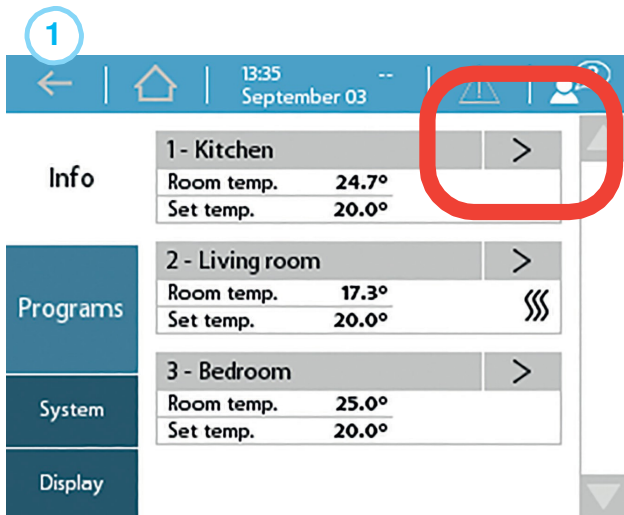 1
13:35 --
September 03
?
Info
1 - Kitchen >
Room temp. 24.7°
Set temp. 20.0°
Programs
2 - Living room >
Room temp. 17.3°
Set temp. 20.0°
System
3 - Bedroom >
Room temp. 25.0°
Set temp. 20.0°
Display